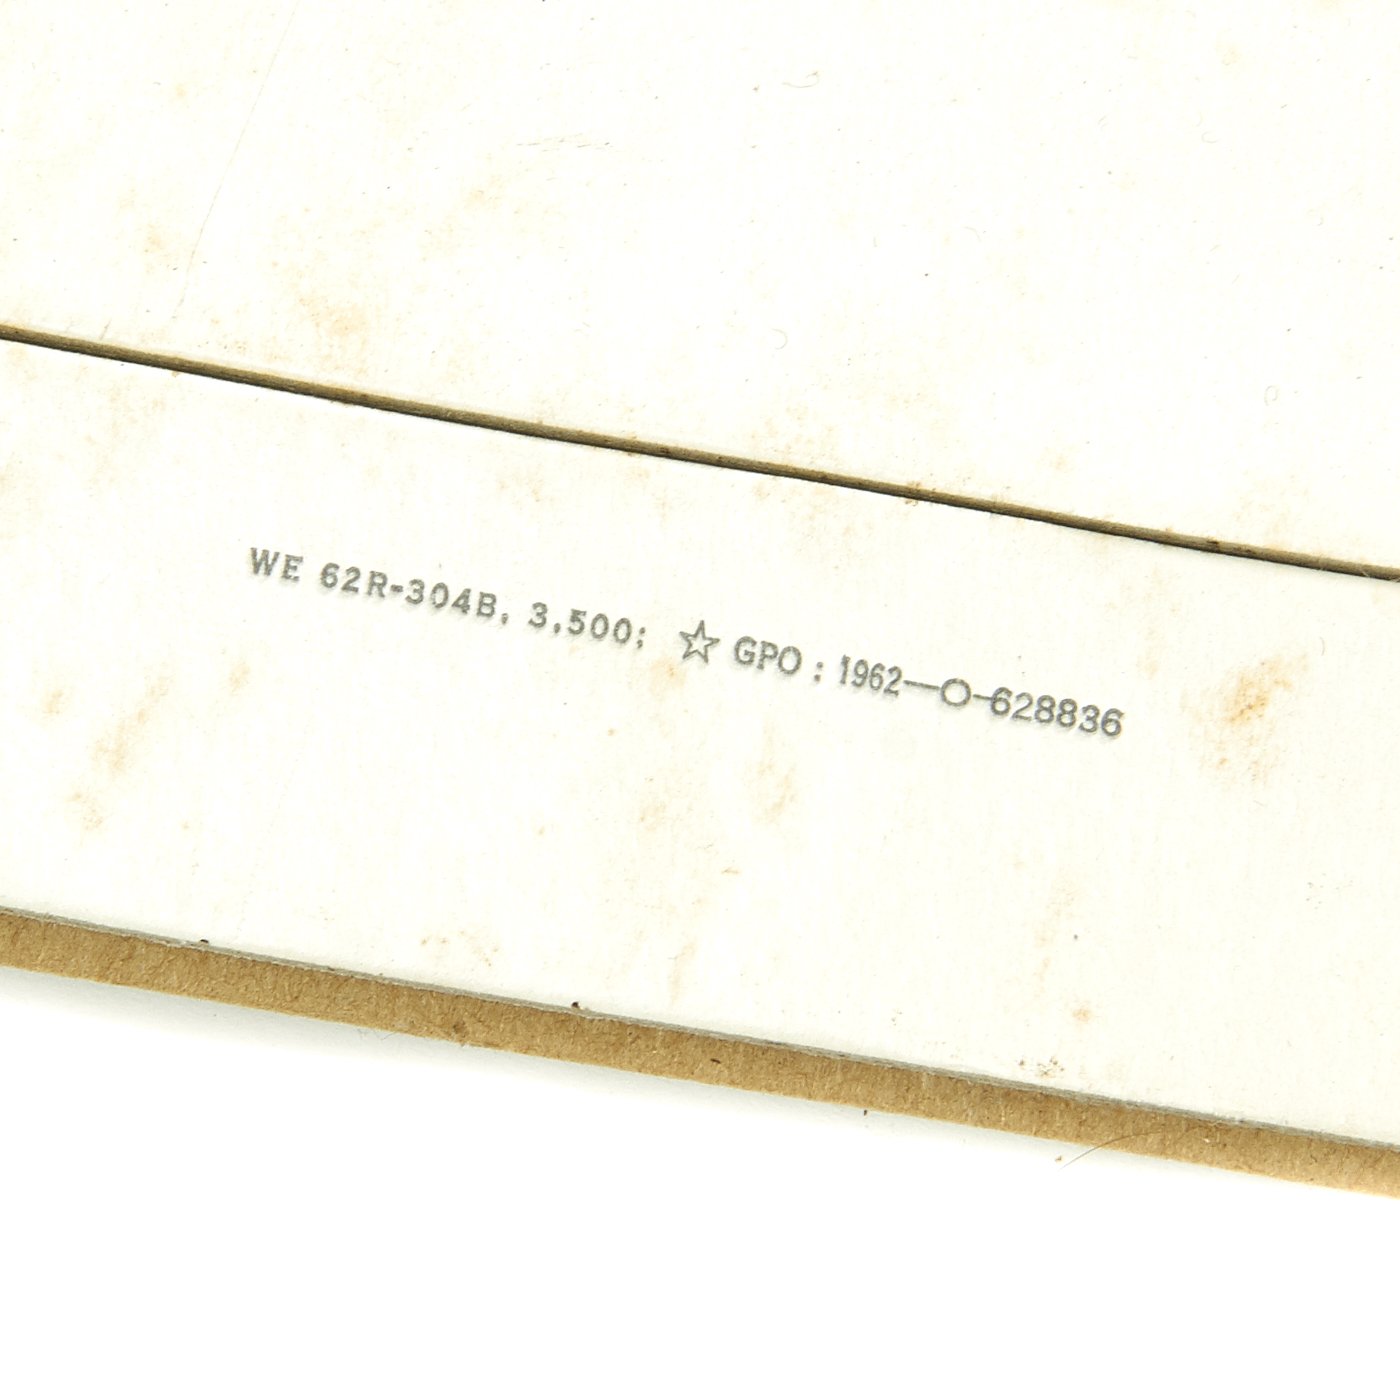 WE 62R-304B, 3,500; ☆ GPO : 1962—O-628836